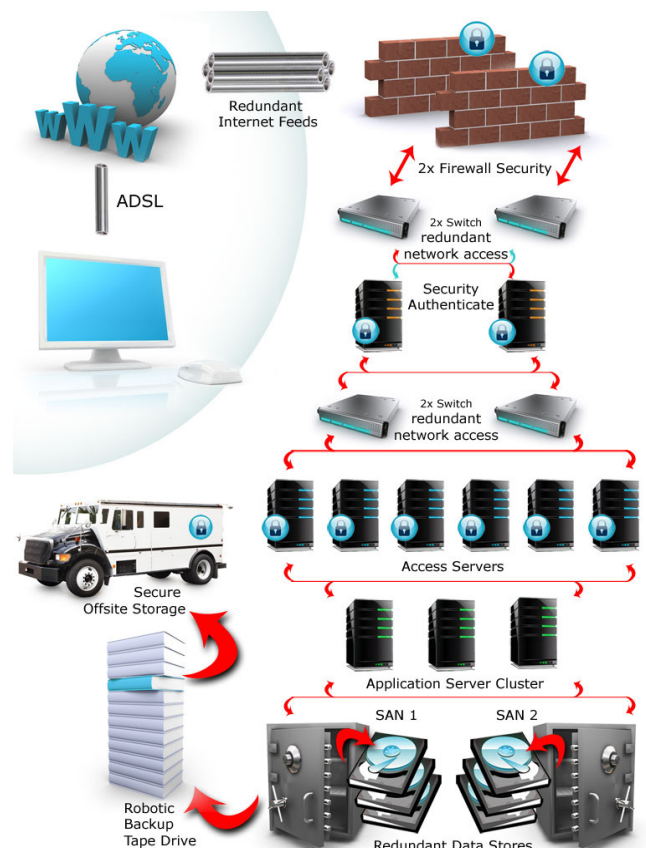 www
Redundant
Internet Feeds
ADSL
2x Firewall Security
2x Switch
redundant
network access
Security
Authenticate
2x Switch
redundant
network access
Access Servers
Secure
Offsite Storage
Application Server Cluster
SAN 1
SAN 2
Robotic
Backup
Tape Drive
Redundant Data Stores